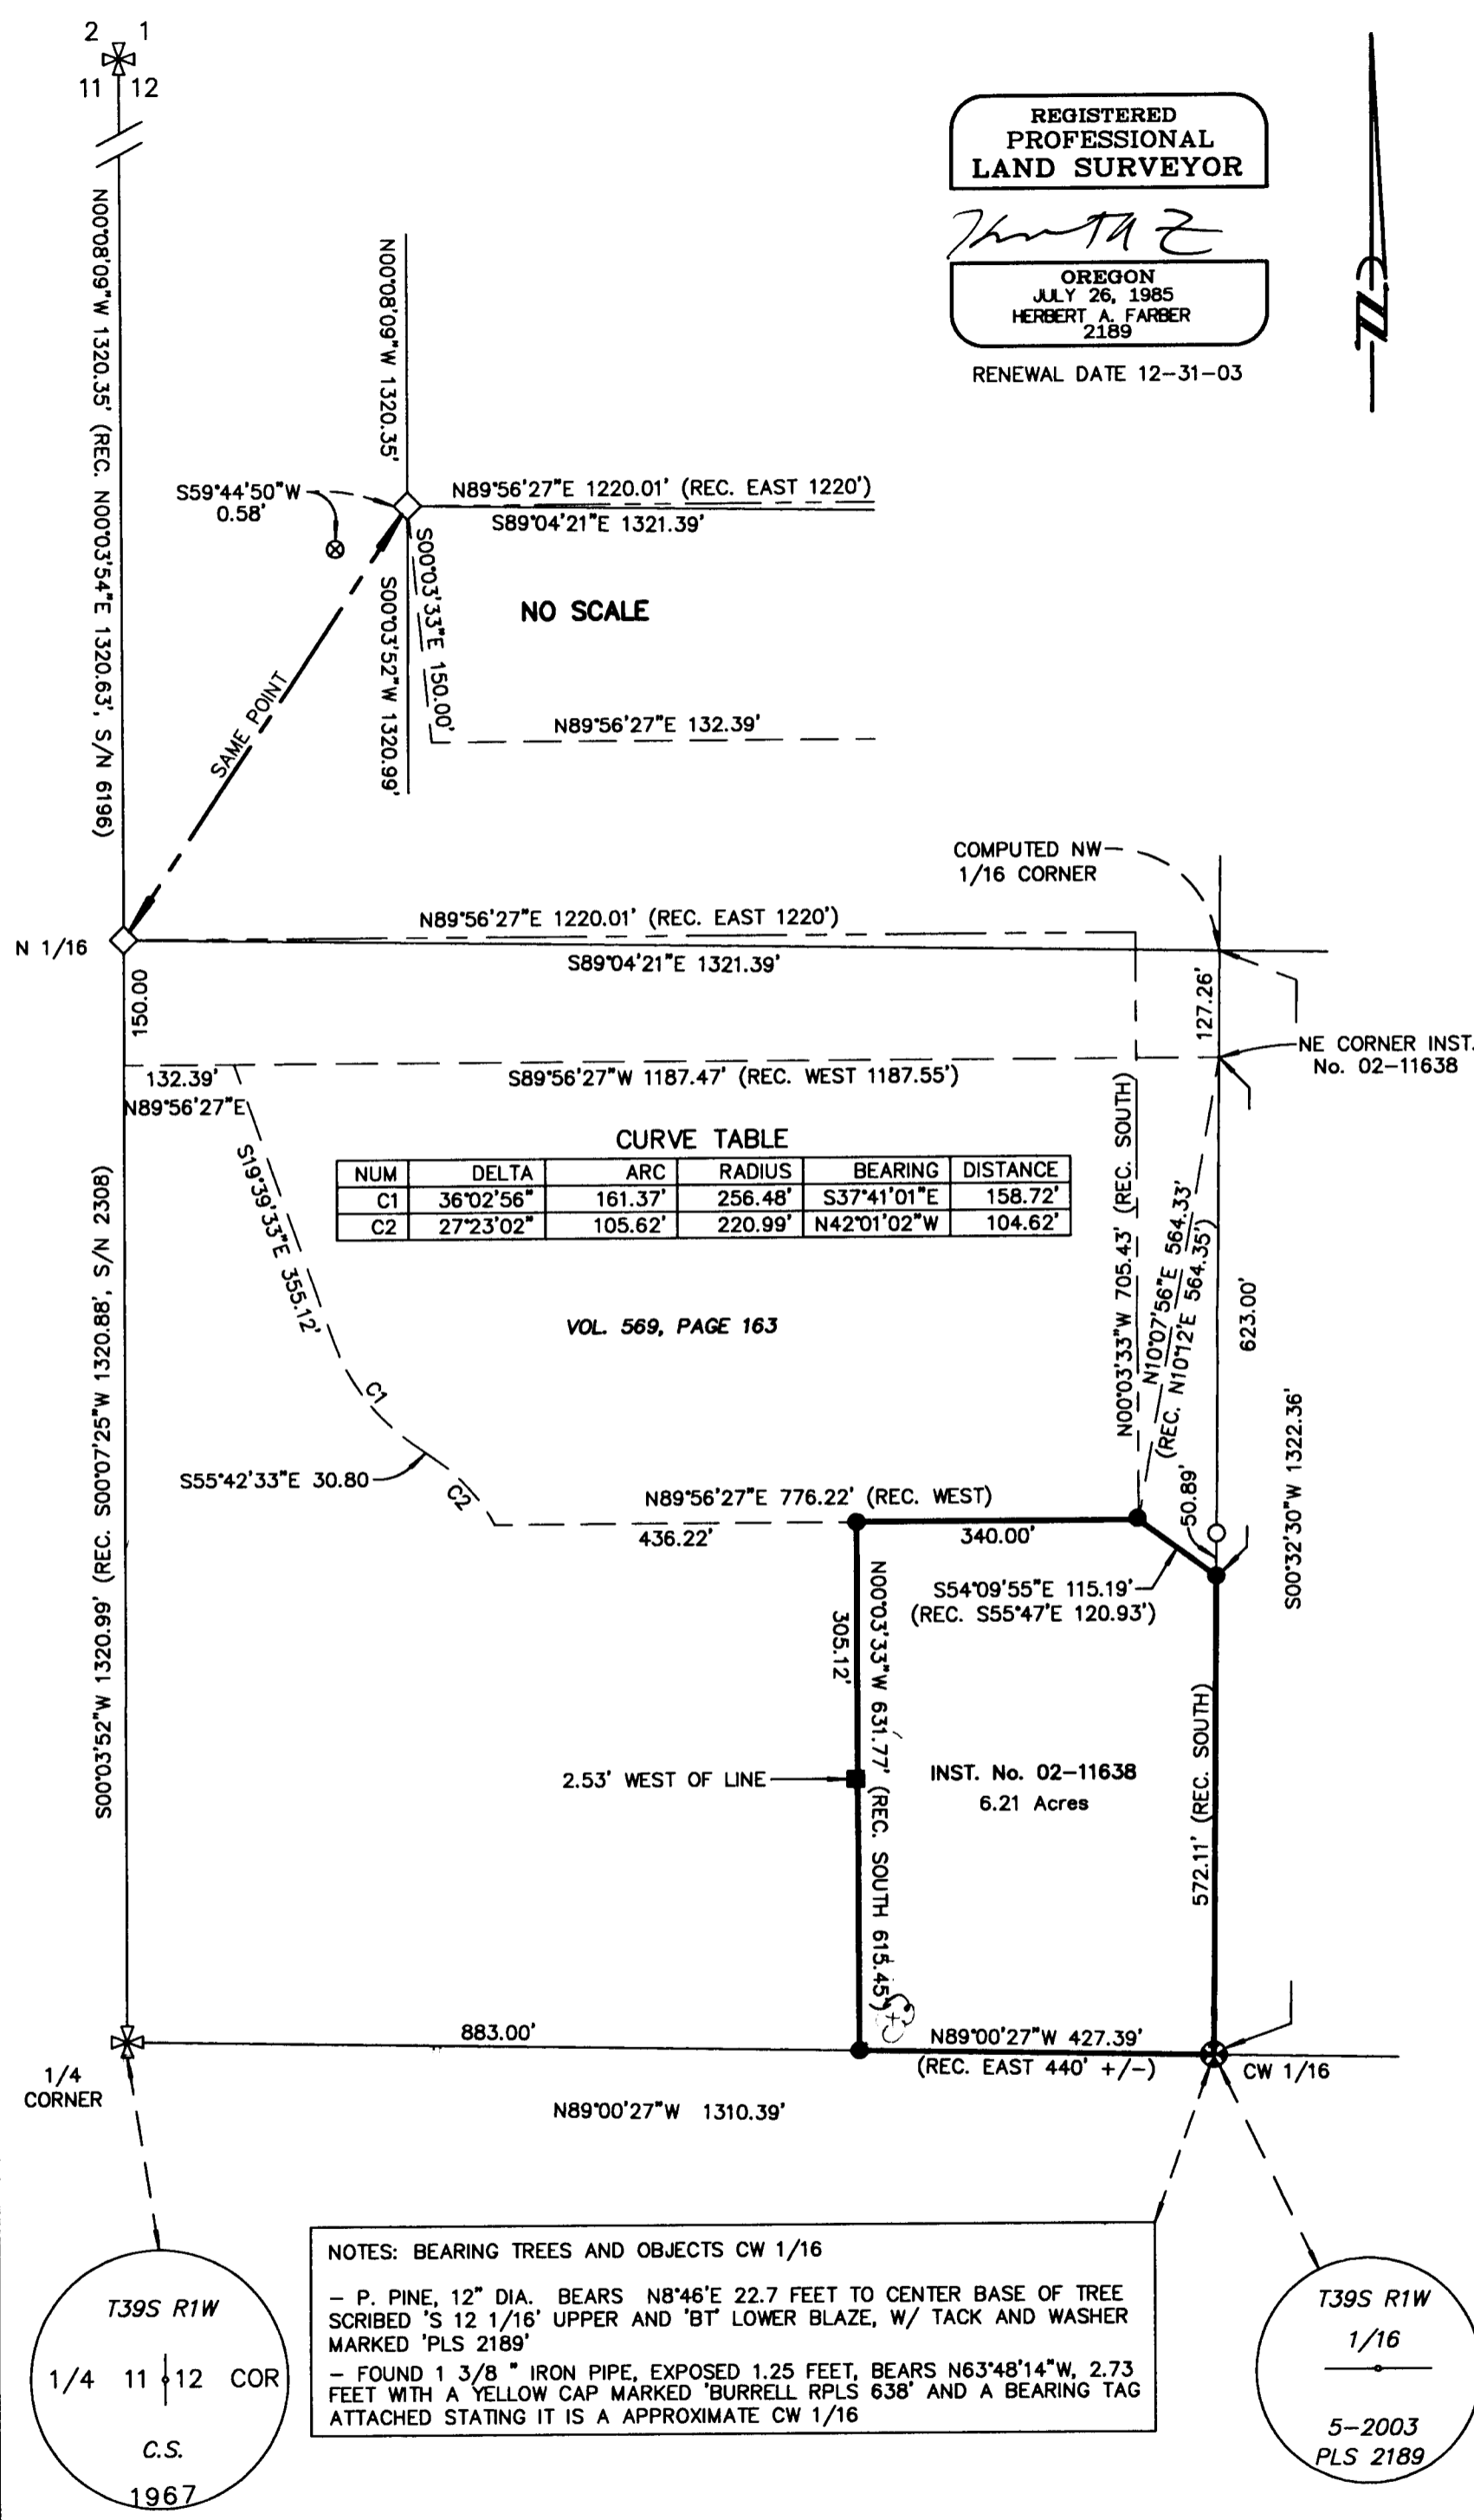 2 1
11 12
REGISTERED
PROFESSIONAL
LAND SURVEYOR
OREGON
JULY 26, 1985
HERBERT A. FARBER
2189
RENEWAL DATE 12-31-03
N00°08'09"W 1320.35' (REC. N00°03'54"E 1320.63', S/N 6196)
N00°08'09"W 1320.35'
S59°44'50"W
0.58'
N89°56'27"E 1220.01' (REC. EAST 1220')
S89°04'21"E 1321.39'
S00°03'33"E 150.00'
S00°03'52"W 1320.99'
NO SCALE
N89°56'27"E 132.39'
SAME POINT
COMPUTED NW
1/16 CORNER
N 1/16
N89°56'27"E 1220.01' (REC. EAST 1220')
S89°04'21"E 1321.39'
150.00
127.26'
NE CORNER INST.
No. 02-11638
132.39'
N89°56'27"E
S89°56'27"W 1187.47' (REC. WEST 1187.55')
CURVE TABLE
NUM DELTA ARC RADIUS BEARING DISTANCE
C1 36°02'56" 161.37' 256.48' S37°41'01"E 158.72'
C2 27°23'02" 105.62' 220.99' N42°01'02"W 104.62'
S19°39'33"E 355.12'
N00°03'33"W 705.43' (REC. SOUTH)
N10°07'56"E 564.33'
(REC. N10°12'E 564.35')
623.00'
VOL. 569, PAGE 163
C1
S55°42'33"E 30.80
C2
S00°32'30"W 1322.36'
50.89'
N89°56'27"E 776.22' (REC. WEST)
436.22'
340.00'
S54°09'55"E 115.19'
(REC. S55°47'E 120.93')
S00°03'52"W 1320.99' (REC. S00°07'25"W 1320.88', S/N 2308)
305.12'
N00°03'33"W 631.77' (REC. SOUTH 615.45')
572.11' (REC. SOUTH)
2.53' WEST OF LINE
INST. No. 02-11638
6.21 Acres
883.00'
N89°00'27"W 427.39'
(REC. EAST 440' +/-)
CW 1/16
1/4
CORNER
N89°00'27"W 1310.39'
NOTES: BEARING TREES AND OBJECTS CW 1/16
- P. PINE, 12" DIA. BEARS N8°46'E 22.7 FEET TO CENTER BASE OF TREE
SCRIBED 'S 12 1/16' UPPER AND 'BT' LOWER BLAZE, W/ TACK AND WASHER
MARKED 'PLS 2189'
- FOUND 1 3/8 " IRON PIPE, EXPOSED 1.25 FEET, BEARS N63°48'14"W, 2.73
FEET WITH A YELLOW CAP MARKED 'BURRELL RPLS 638' AND A BEARING TAG
ATTACHED STATING IT IS A APPROXIMATE CW 1/16
T39S R1W
1/4 11 12 COR
C.S.
1967
T39S R1W
1/16
5-2003
PLS 2189